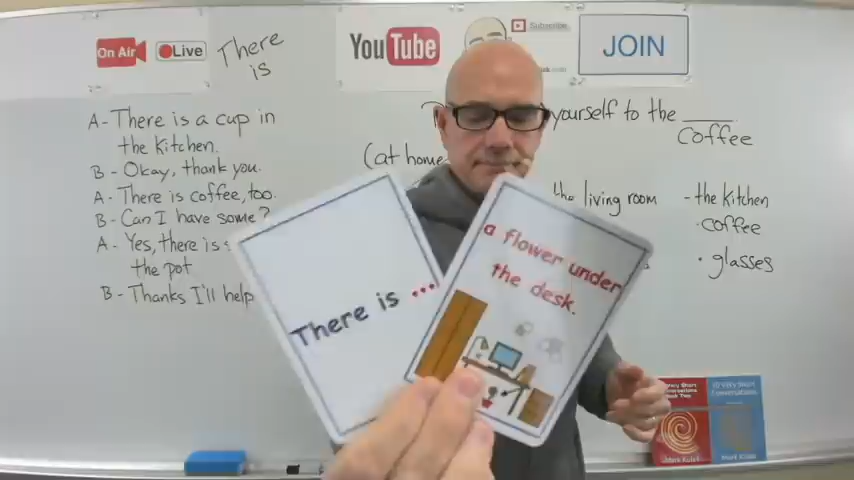 On Air
Live
There
is
YouTube
Subscribe
JOIN
A- There is a cup in
the kitchen.
B- Okay, thank you.
A- There is coffee, too.
B- Can I have some?
A- Yes, there is
the pot
B- Thanks I'll help
yourself to the ____
coffee
(at home
the living room
- the kitchen
· coffee
· glasses
There is ...
a flower under
the desk.